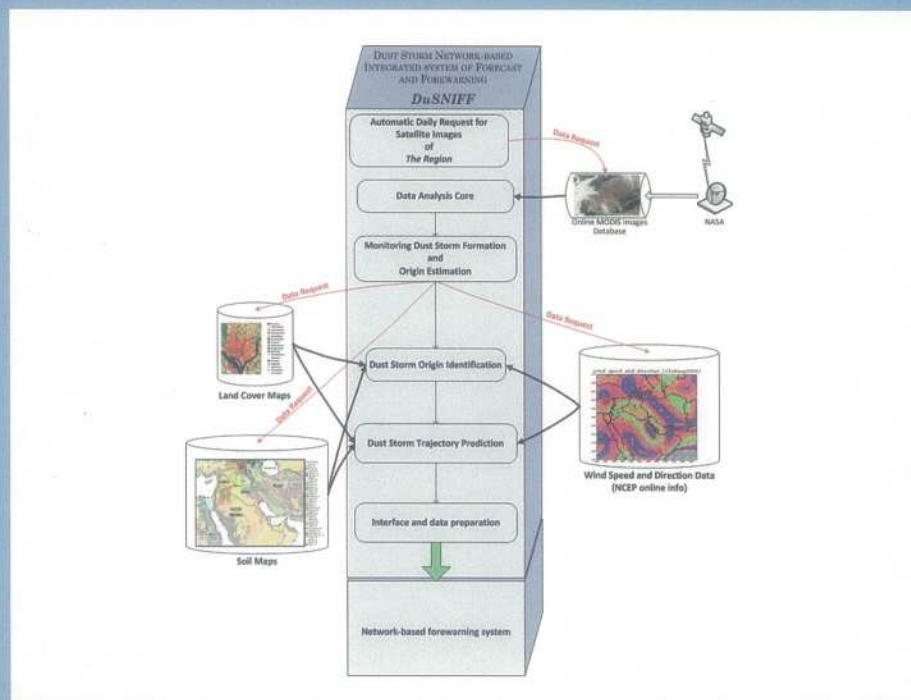 DUST STORM NETWORK-BASED
INTEGRATED SYSTEM OF FORECAST
AND FOREWARNING
DuSNIFF
Automatic Daily Request for
Satellite Images
of
The Region
Data Request
Data Analysis Core
Online MODIS images
Database
NASA
Monitoring Dust Storm Formation
and
Origin Estimation
Data Request
Data Request
Data Request
Land Cover Maps
Dust Storm Origin Identification
Dust Storm Trajectory Prediction
Wind Speed and Direction Data
(NCEP online info)
Soil Maps
Interface and data preparation
Network-based forewarning system